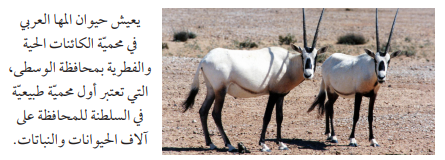 يعيش حيوان المها العربي
في محميّة الكائنات الحية
والفطرية بمحافظة الوسطى،
التي تعتبر أول محميّة طبيعيّة
في السلطنة للمحافظة على
آلاف الحيوانات والنباتات.